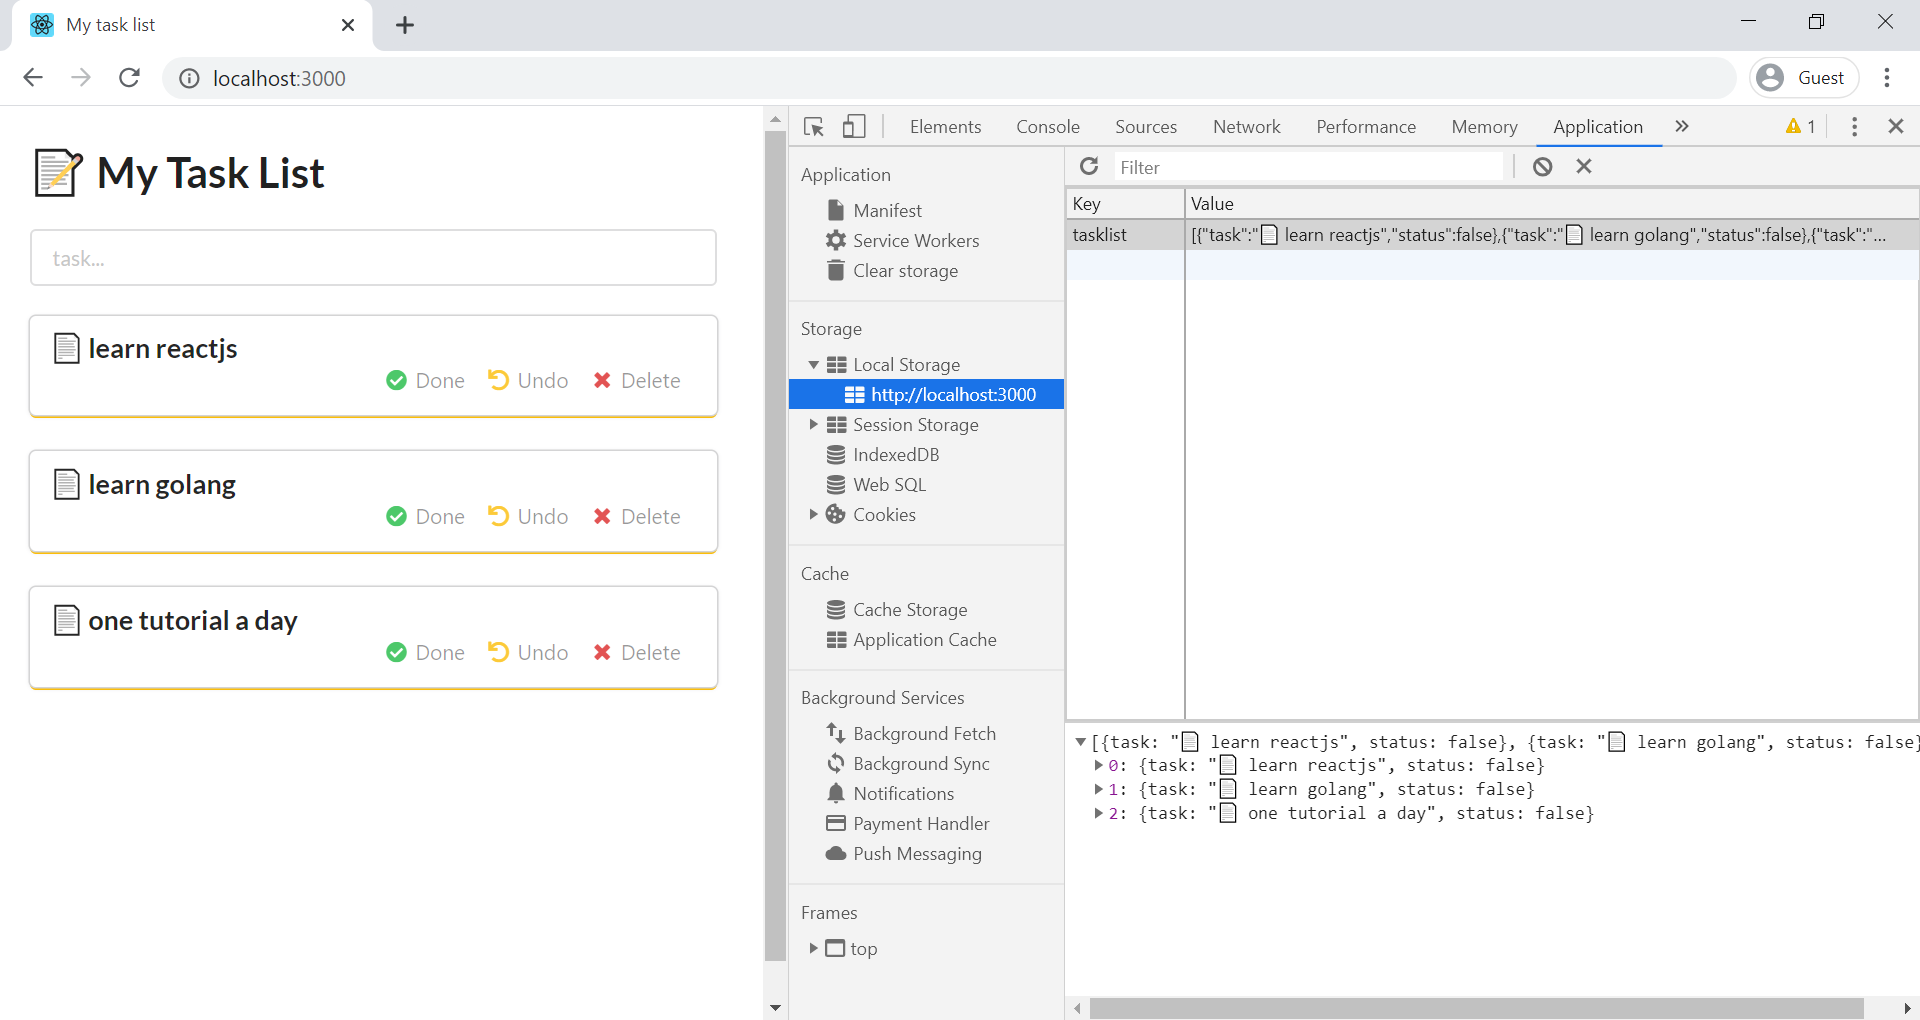 My task list
localhost:3000
Guest
My Task List
task...
learn reactjs
Done Undo Delete
learn golang
Done Undo Delete
one tutorial a day
Done Undo Delete
Elements Console Sources Network Performance Memory Application » 1
Application
Manifest
Service Workers
Clear storage
Storage
Local Storage
http://localhost:3000
Session Storage
IndexedDB
Web SQL
Cookies
Cache
Cache Storage
Application Cache
Background Services
Background Fetch
Background Sync
Notifications
Payment Handler
Push Messaging
Frames
top
Filter
Key Value
tasklist [{"task":"📄 learn reactjs","status":false},{"task":"📄 learn golang","status":false},{"task":"...
[{task: "📄 learn reactjs", status: false}, {task: "📄 learn golang", status: false}
0: {task: "📄 learn reactjs", status: false}
1: {task: "📄 learn golang", status: false}
2: {task: "📄 one tutorial a day", status: false}